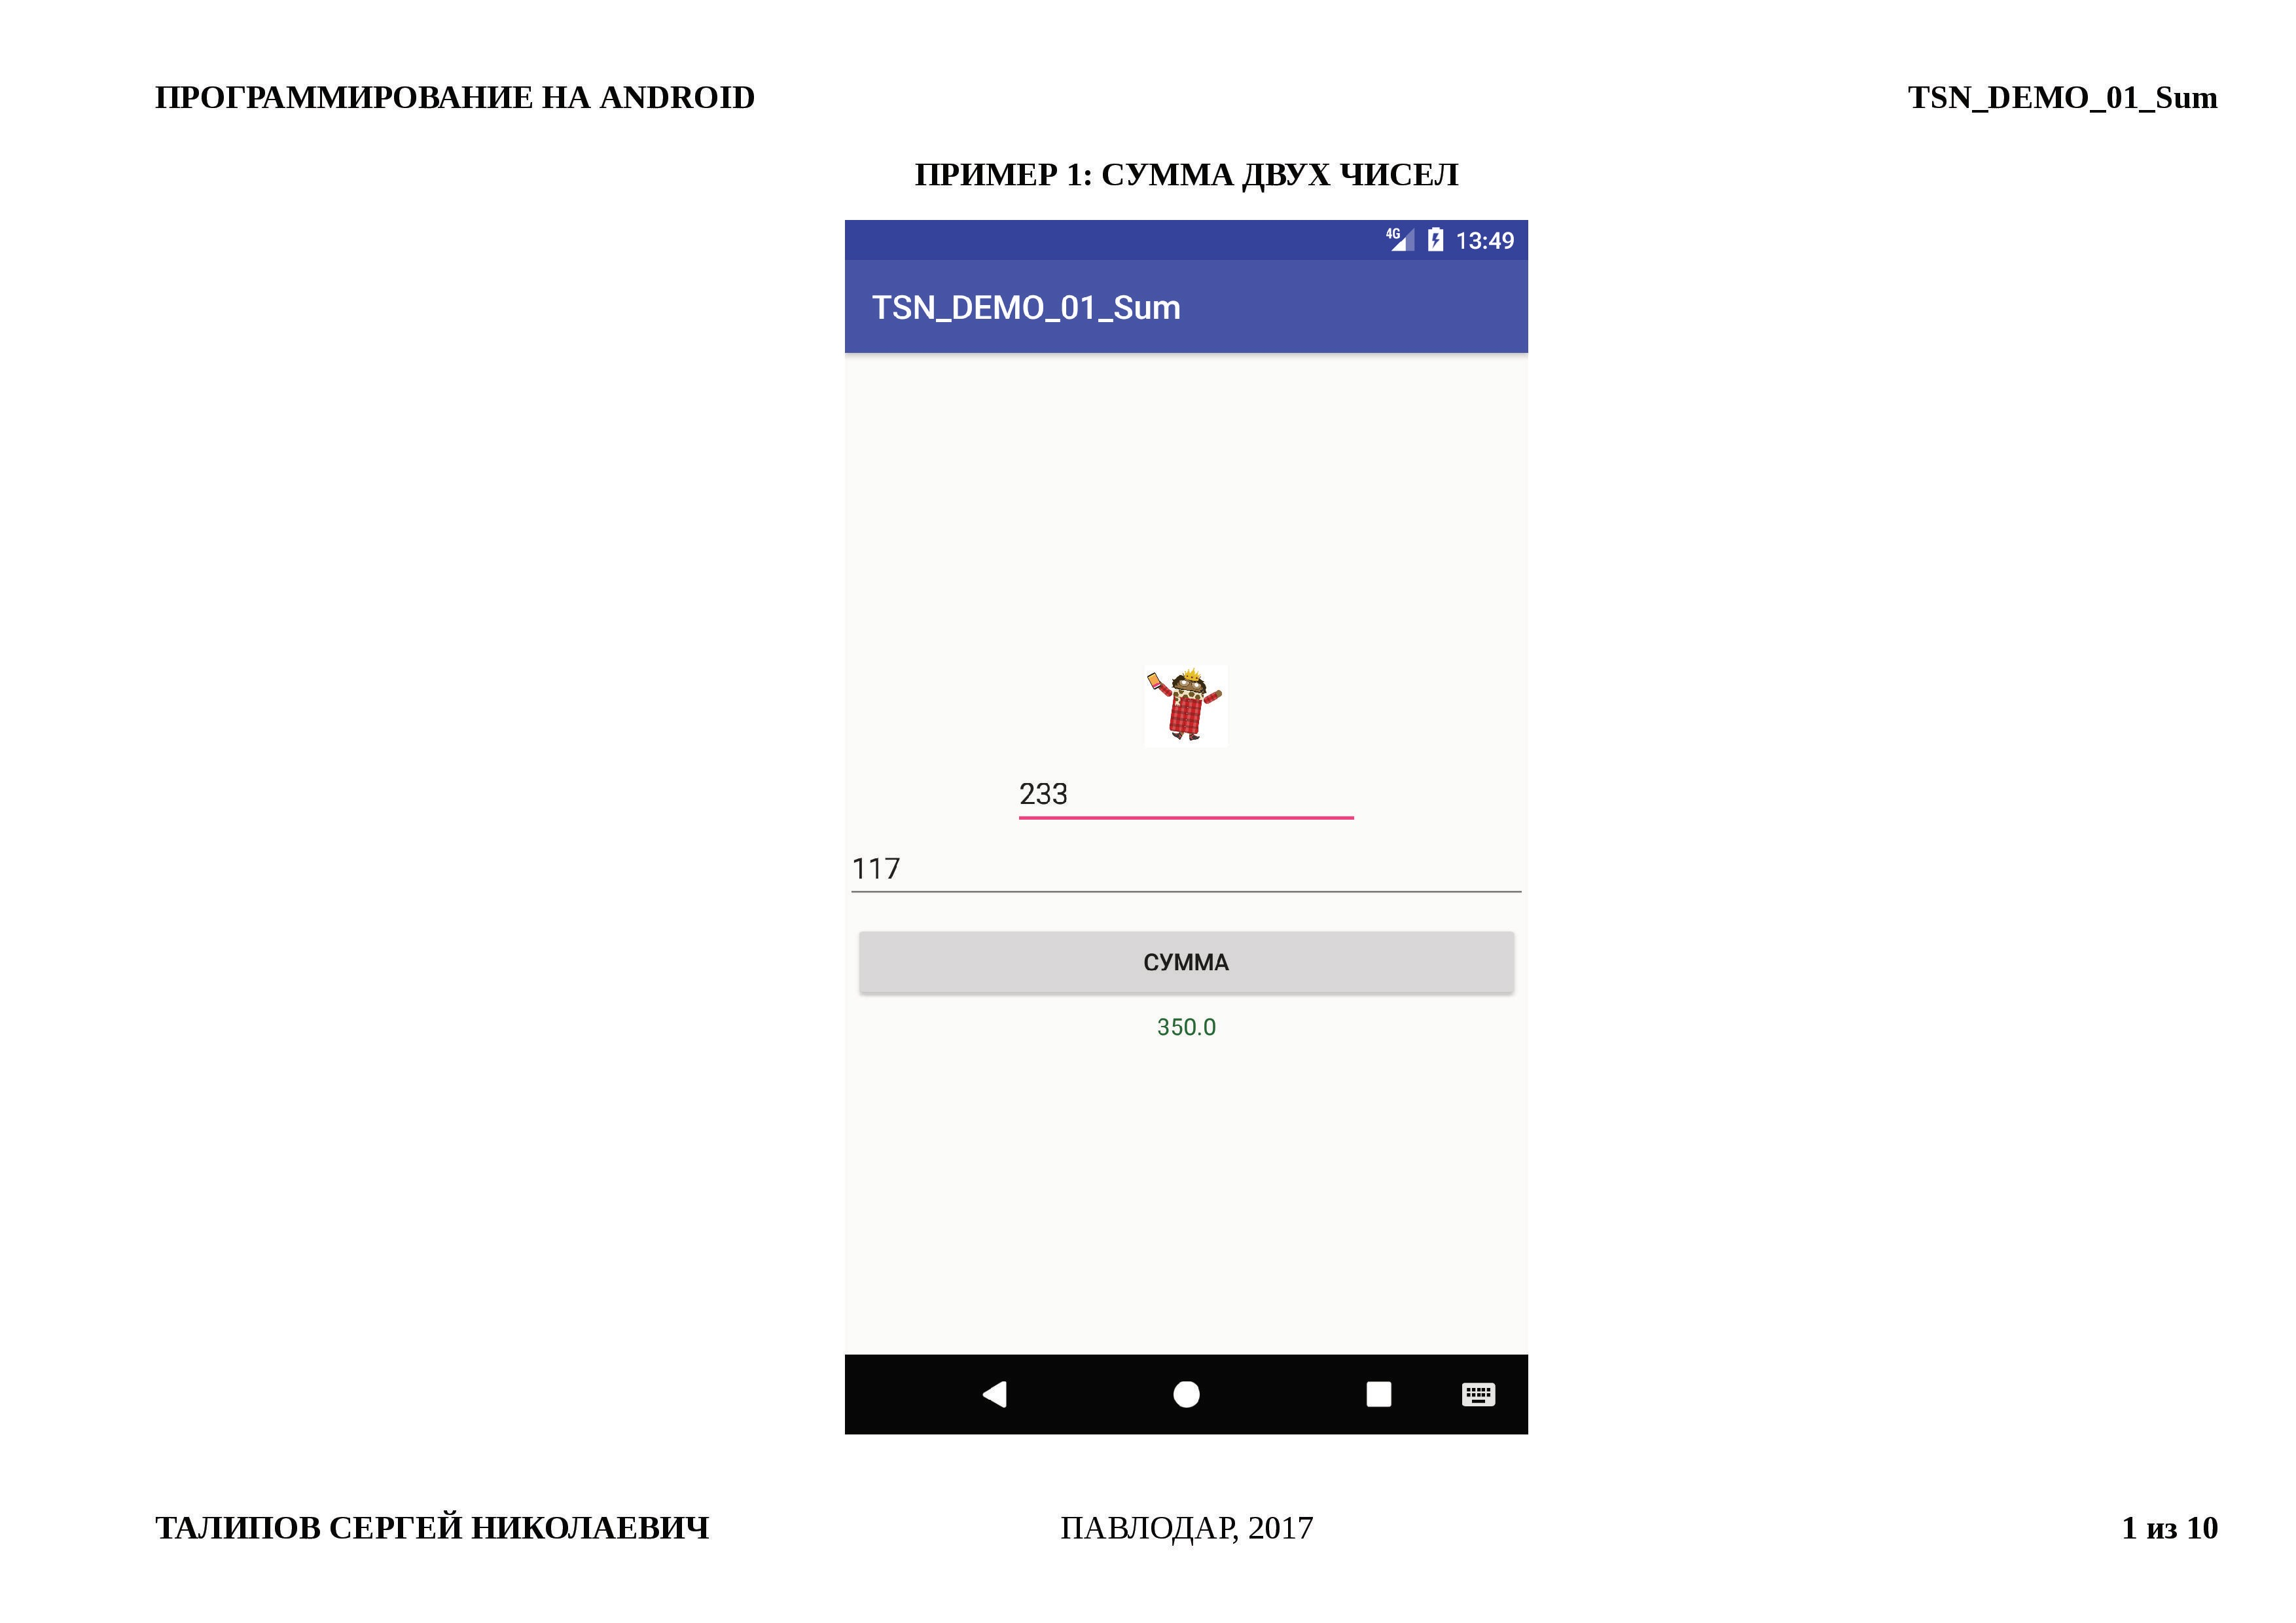 ПРОГРАММИРОВАНИЕ НА ANDROID
TSN_DEMO_01_Sum
ПРИМЕР 1: СУММА ДВУХ ЧИСЕЛ
4G 13:49
TSN_DEMO_01_Sum
233
117
СУММА
350.0
ТАЛИПОВ СЕРГЕЙ НИКОЛАЕВИЧ
ПАВЛОДАР, 2017
1 из 10